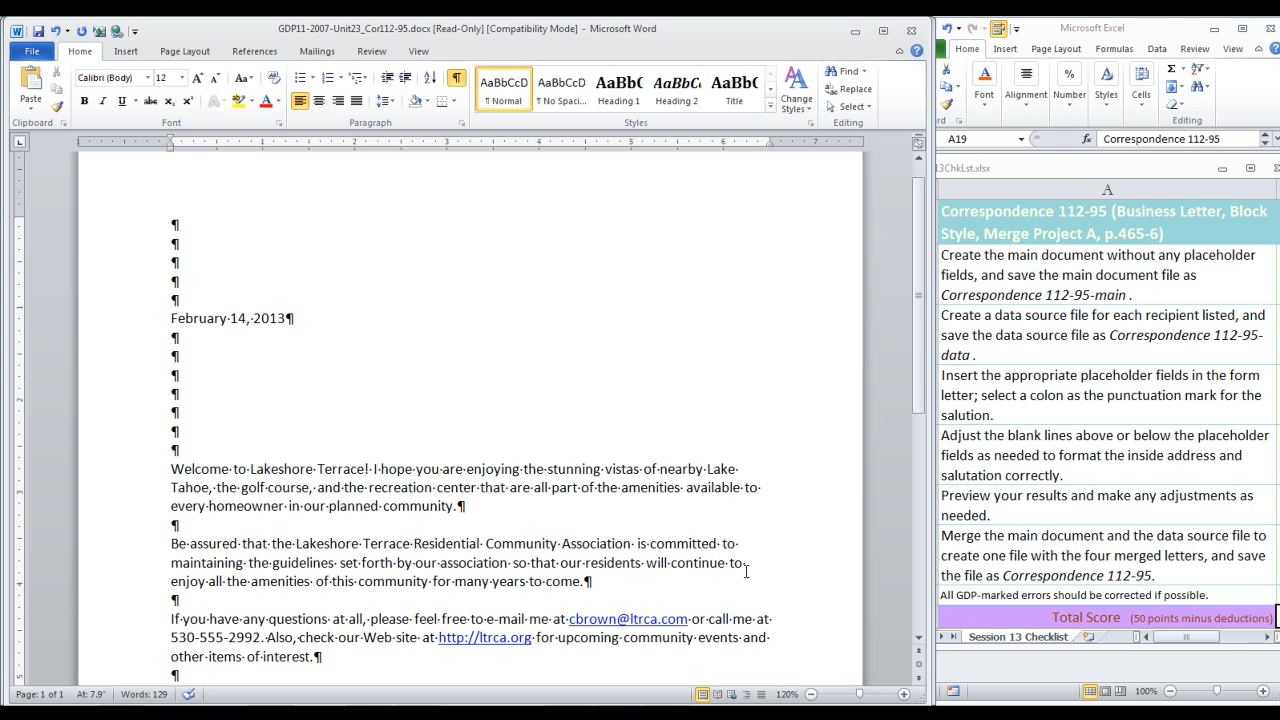 GDP11-2007-Unit23_Cor112-95.docx [Read-Only] [Compatibility Mode] - Microsoft Word
File Home Insert Page Layout References Mailings Review View
Calibri (Body) 12
Paste
B I U abc x₂ x²
AaBbCcD AaBbCcD AaBbC AaBbCc AaBbC
¶ Normal ¶ No Spaci... Heading 1 Heading 2 Title
Change Styles
Find
Replace
Select
Clipboard Font Paragraph Styles Editing
1 1 2 3 4 5 6 7
¶
¶
¶
¶
¶
February·14,·2013¶
¶
¶
¶
¶
¶
¶
¶
Welcome·to·Lakeshore·Terrace!·I·hope·you·are·enjoying·the·stunning·vistas·of·nearby·Lake·
Tahoe,·the·golf·course,·and·the·recreation·center·that·are·all·part·of·the·amenities·available·to·
every·homeowner·in·our·planned·community.¶
¶
Be·assured·that·the·Lakeshore·Terrace·Residential·Community·Association·is·committed·to·
maintaining·the·guidelines·set·forth·by·our·association·so·that·our·residents·will·continue·to·
enjoy·all·the·amenities·of·this·community·for·many·years·to·come.¶
¶
If·you·have·any·questions·at·all,·please·feel·free·to·e-mail·me·at·cbrown@ltrca.com·or·call·me·at·
530-555-2992.·Also,·check·our·Web·site·at·http://ltrca.org·for·upcoming·community·events·and·
other·items·of·interest.¶
¶
Page: 1 of 1 At: 7.9" Words: 129 120%
Microsoft Excel
Home Insert Page Layout Formulas Data Review View
Font Alignment Number Styles Cells
Editing
A19 fx Correspondence 112-95
13ChkLst.xlsx
A
Correspondence 112-95 (Business Letter, Block
Style, Merge Project A, p.465-6)
Create the main document without any placeholder
fields, and save the main document file as
Correspondence 112-95-main .
Create a data source file for each recipient listed, and
save the data source file as Correspondence 112-95-
data .
Insert the appropriate placeholder fields in the form
letter; select a colon as the punctuation mark for the
salution.
Adjust the blank lines above or below the placeholder
fields as needed to format the inside address and
salutation correctly.
Preview your results and make any adjustments as
needed.
Merge the main document and the data source file to
create one file with the four merged letters, and save
the file as Correspondence 112-95.
All GDP-marked errors should be corrected if possible.
Total Score (50 points minus deductions)
Session 13 Checklist
100%